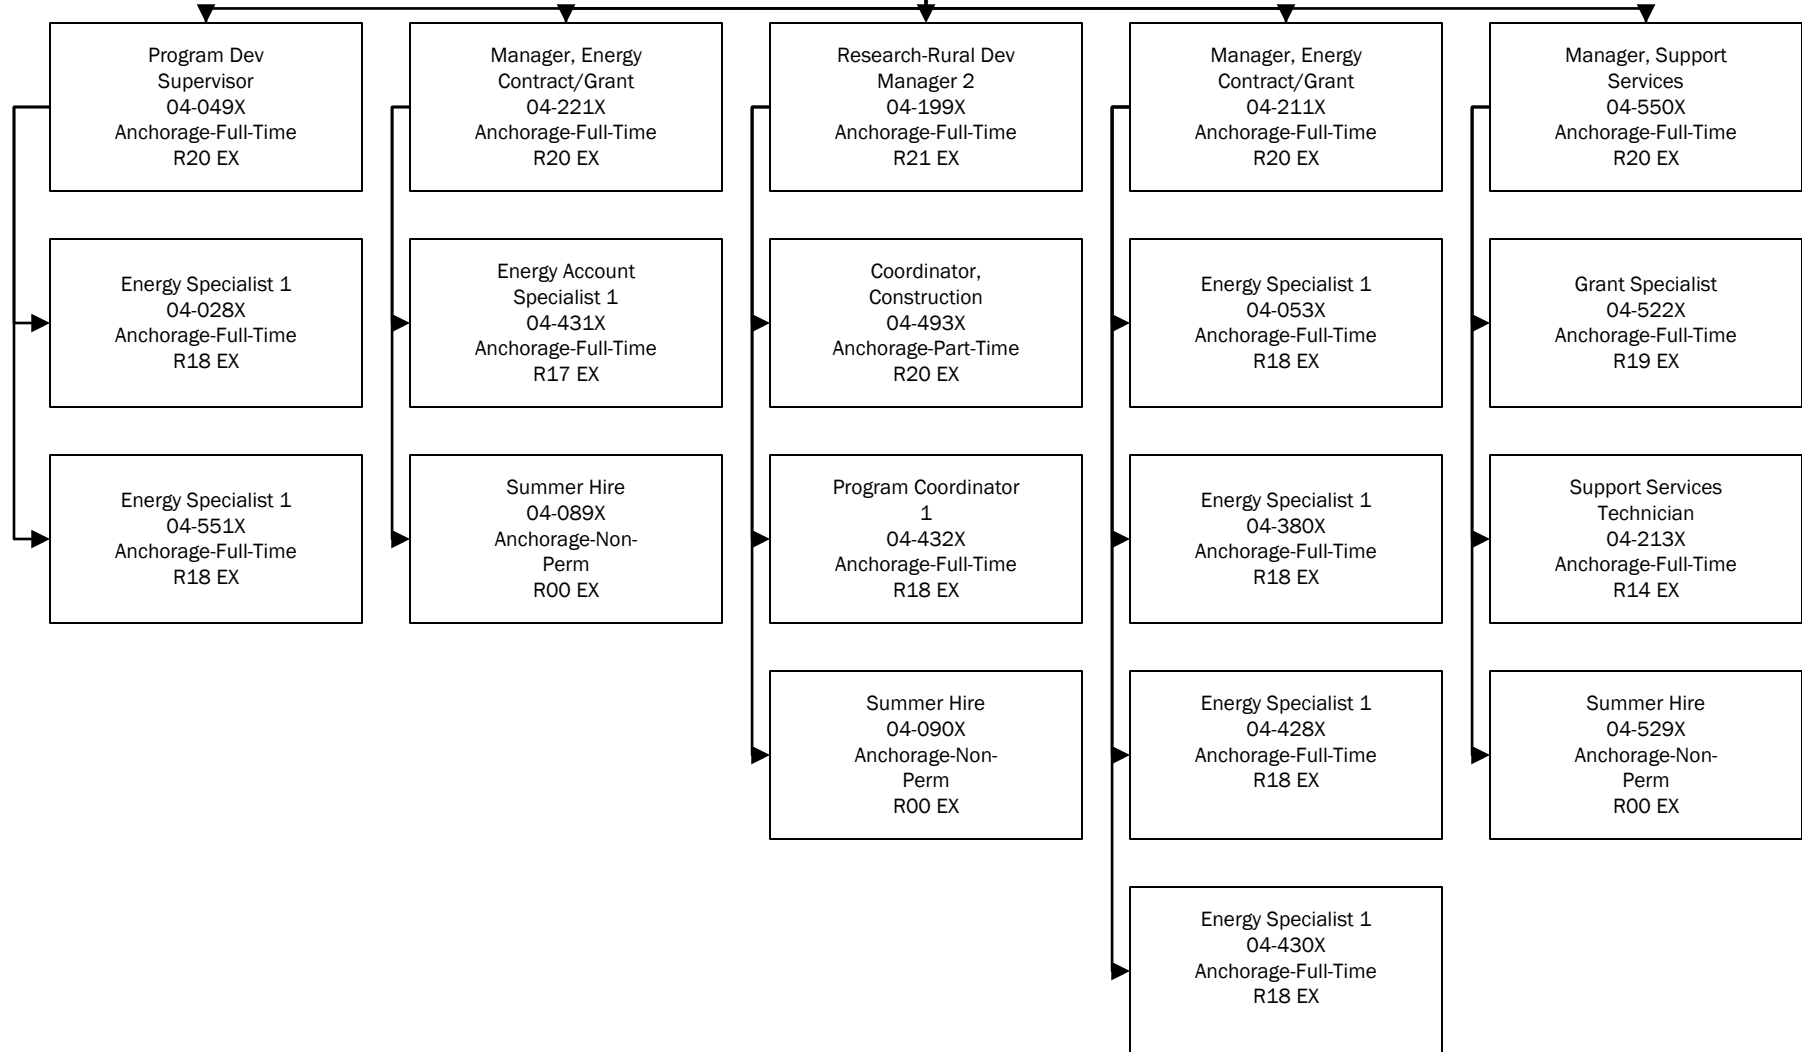 Program Dev
Supervisor
04-049X
Anchorage-Full-Time
R20 EX
Manager, Energy
Contract/Grant
04-221X
Anchorage-Full-Time
R20 EX
Research-Rural Dev
Manager 2
04-199X
Anchorage-Full-Time
R21 EX
Manager, Energy
Contract/Grant
04-211X
Anchorage-Full-Time
R20 EX
Manager, Support
Services
04-550X
Anchorage-Full-Time
R20 EX
Energy Specialist 1
04-028X
Anchorage-Full-Time
R18 EX
Energy Account
Specialist 1
04-431X
Anchorage-Full-Time
R17 EX
Coordinator,
Construction
04-493X
Anchorage-Part-Time
R20 EX
Energy Specialist 1
04-053X
Anchorage-Full-Time
R18 EX
Grant Specialist
04-522X
Anchorage-Full-Time
R19 EX
Energy Specialist 1
04-551X
Anchorage-Full-Time
R18 EX
Summer Hire
04-089X
Anchorage-Non-
Perm
R00 EX
Program Coordinator
1
04-432X
Anchorage-Full-Time
R18 EX
Energy Specialist 1
04-380X
Anchorage-Full-Time
R18 EX
Support Services
Technician
04-213X
Anchorage-Full-Time
R14 EX
Summer Hire
04-090X
Anchorage-Non-
Perm
R00 EX
Energy Specialist 1
04-428X
Anchorage-Full-Time
R18 EX
Summer Hire
04-529X
Anchorage-Non-
Perm
R00 EX
Energy Specialist 1
04-430X
Anchorage-Full-Time
R18 EX